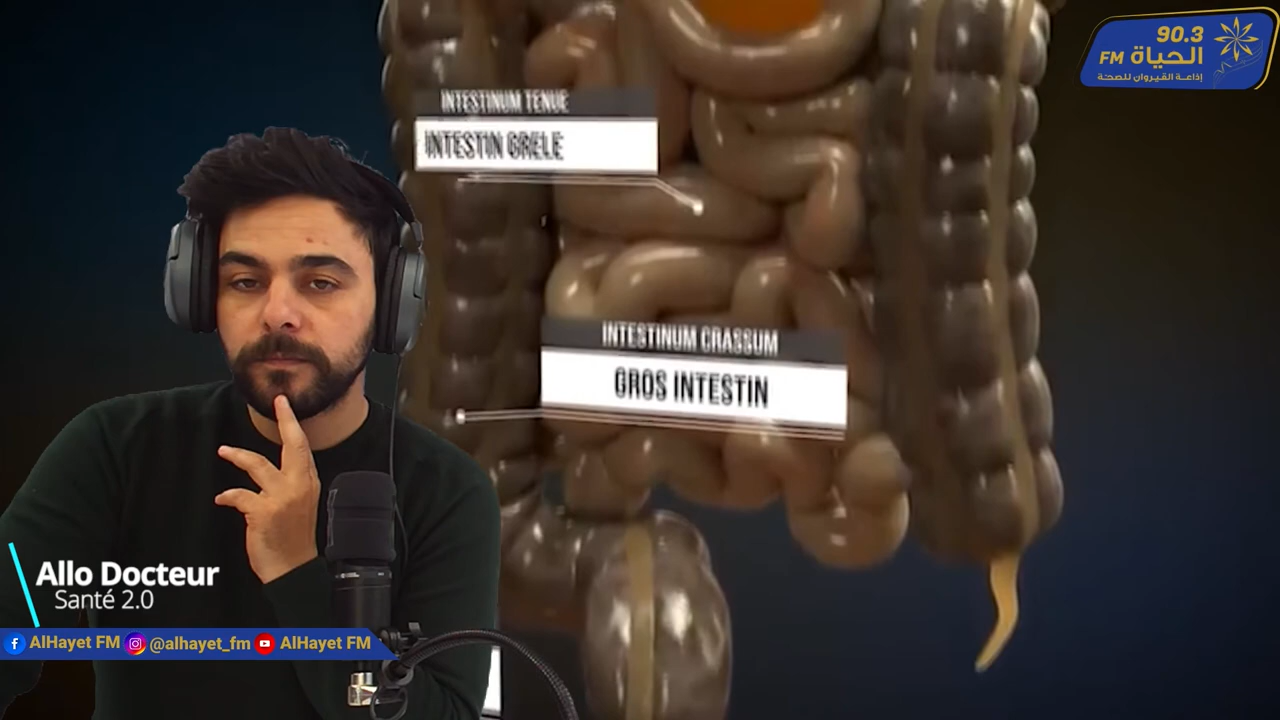 90.3
FM الحياة
إذاعة القيروان للصحة
INTESTINUM TENUE
INTESTIN GRELE
INTESTINUM CRASSUM
GROS INTESTIN
Allo Docteur
Santé 2.0
AlHayet FM @alhayet_fm AlHayet FM